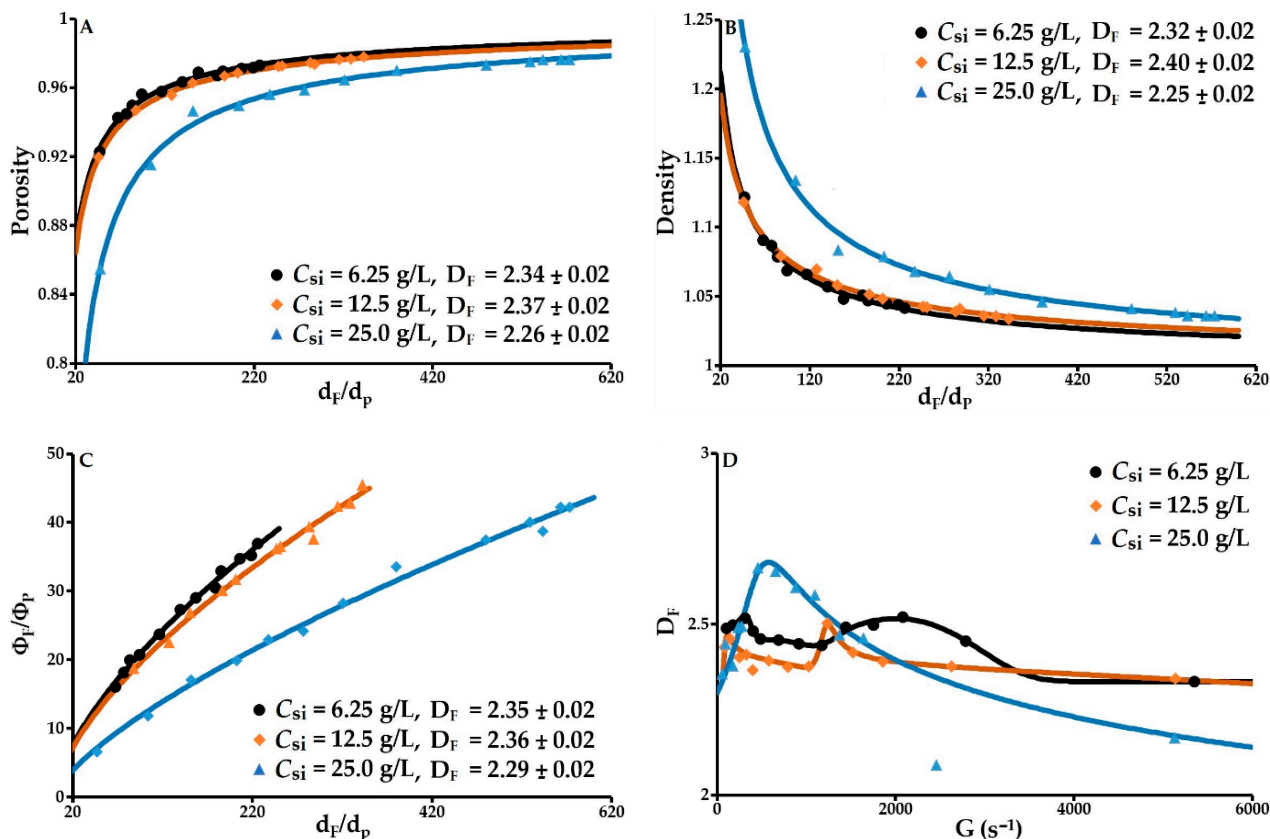 A
1
0.96
0.92
0.88
0.84
0.8
Porosity
20
220
420
620
d_F/d_p
C_si = 6.25 g/L, D_F = 2.34 ± 0.02
C_si = 12.5 g/L, D_F = 2.37 ± 0.02
C_si = 25.0 g/L, D_F = 2.26 ± 0.02
B
1.25
1.2
1.15
1.1
1.05
1
Density
20
120
220
320
420
520
620
d_F/d_P
C_si = 6.25 g/L, D_F = 2.32 ± 0.02
C_si = 12.5 g/L, D_F = 2.40 ± 0.02
C_si = 25.0 g/L, D_F = 2.25 ± 0.02
C
50
40
30
20
10
0
Φ_F/Φ_P
20
220
420
620
d_F/d_p
C_si = 6.25 g/L, D_F = 2.35 ± 0.02
C_si = 12.5 g/L, D_F = 2.36 ± 0.02
C_si = 25.0 g/L, D_F = 2.29 ± 0.02
D
3
2.5
2
D_F
0
2000
4000
6000
G (s⁻¹)
C_si = 6.25 g/L
C_si = 12.5 g/L
C_si = 25.0 g/L